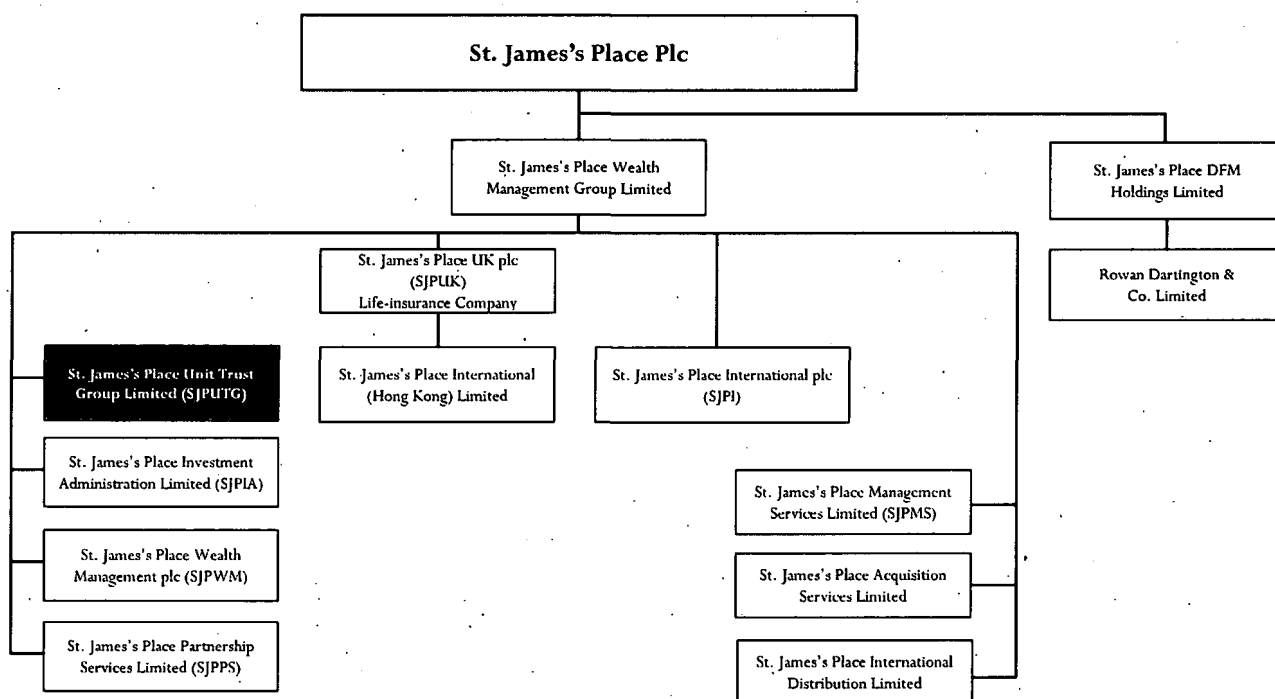 St. James's Place Plc
St. James's Place Wealth
Management Group Limited
St. James's Place DFM
Holdings Limited
St. James's Place UK plc
(SJPUK)
Life-insurance Company
Rowan Dartington &
Co. Limited
St. James's Place Unit Trust
Group Limited (SJPUTG)
St. James's Place International
(Hong Kong) Limited
St. James's Place International plc
(SJPI)
St. James's Place Investment
Administration Limited (SJPIA)
St. James's Place Management
Services Limited (SJPMS)
St. James's Place Wealth
Management plc (SJPWM)
St. James's Place Acquisition
Services Limited
St. James's Place Partnership
Services Limited (SJPPS)
St. James's Place International
Distribution Limited